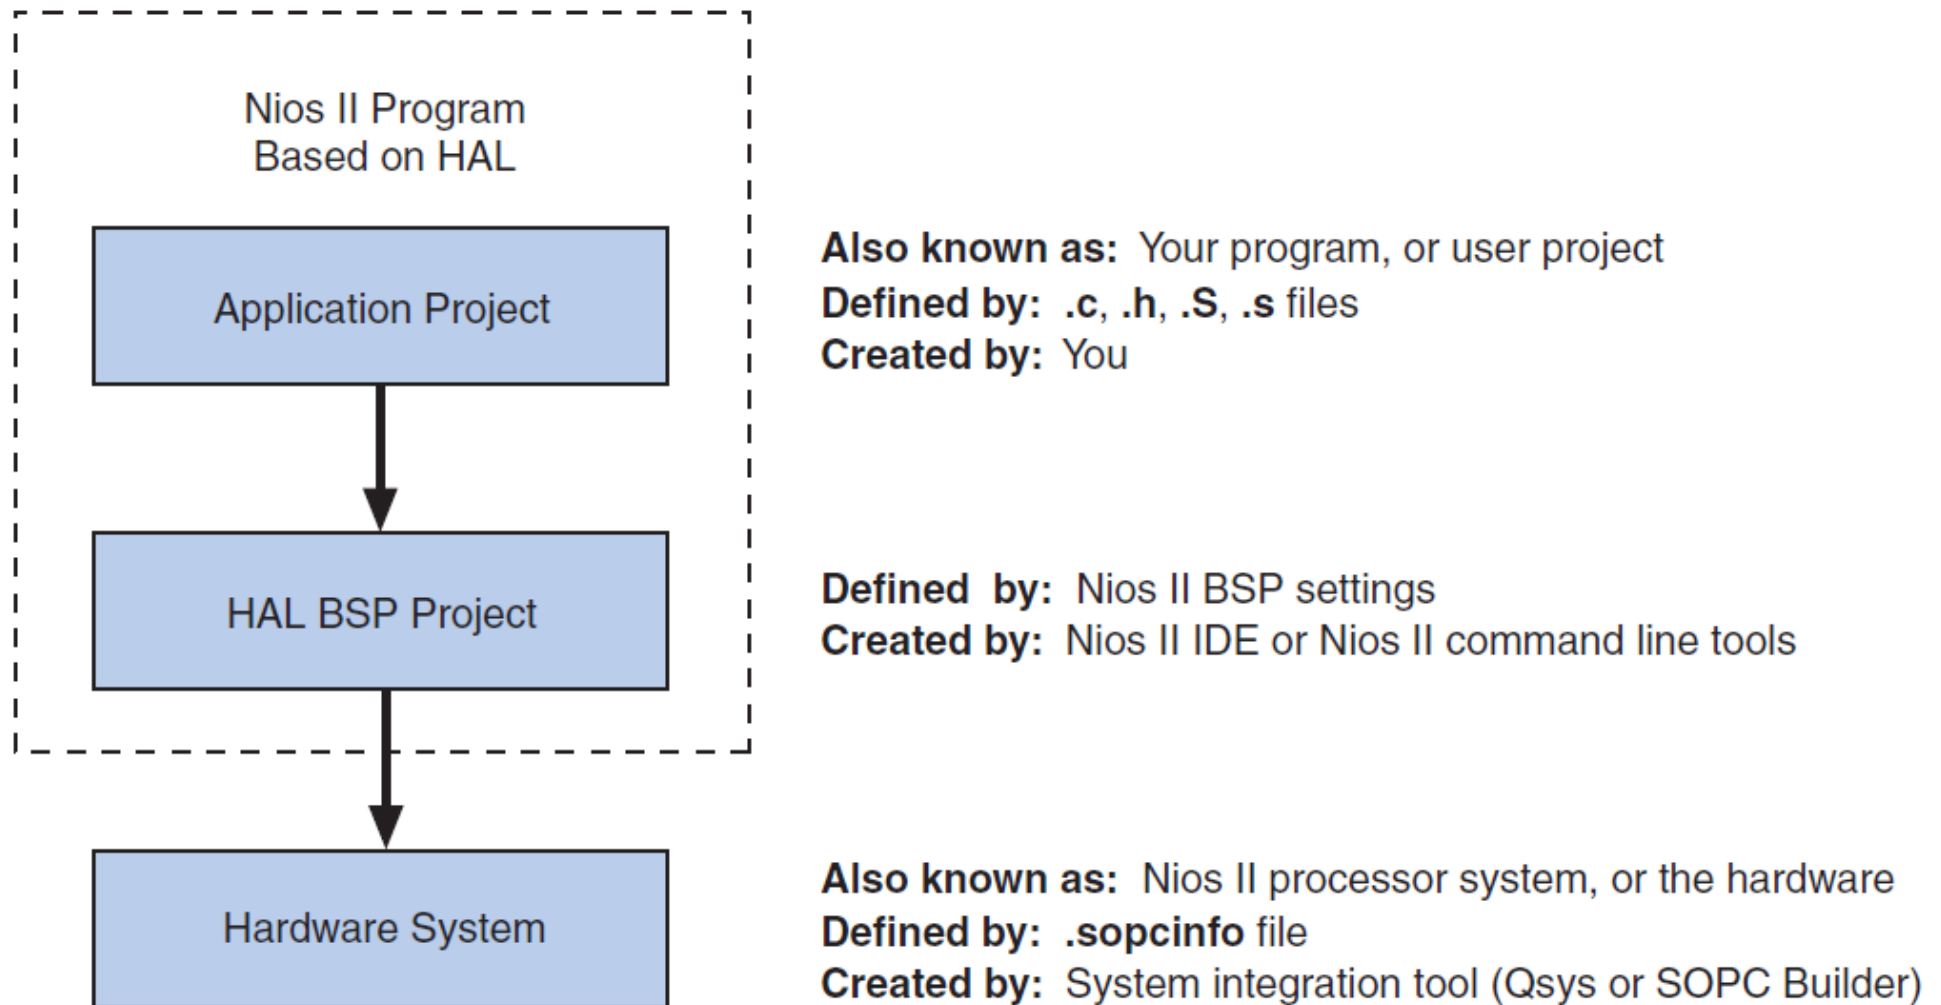 Nios II Program
Based on HAL
Application Project
Also known as: Your program, or user project
Defined by: .c, .h, .S, .s files
Created by: You
HAL BSP Project
Defined by: Nios II BSP settings
Created by: Nios II IDE or Nios II command line tools
Hardware System
Also known as: Nios II processor system, or the hardware
Defined by: .sopcinfo file
Created by: System integration tool (Qsys or SOPC Builder)